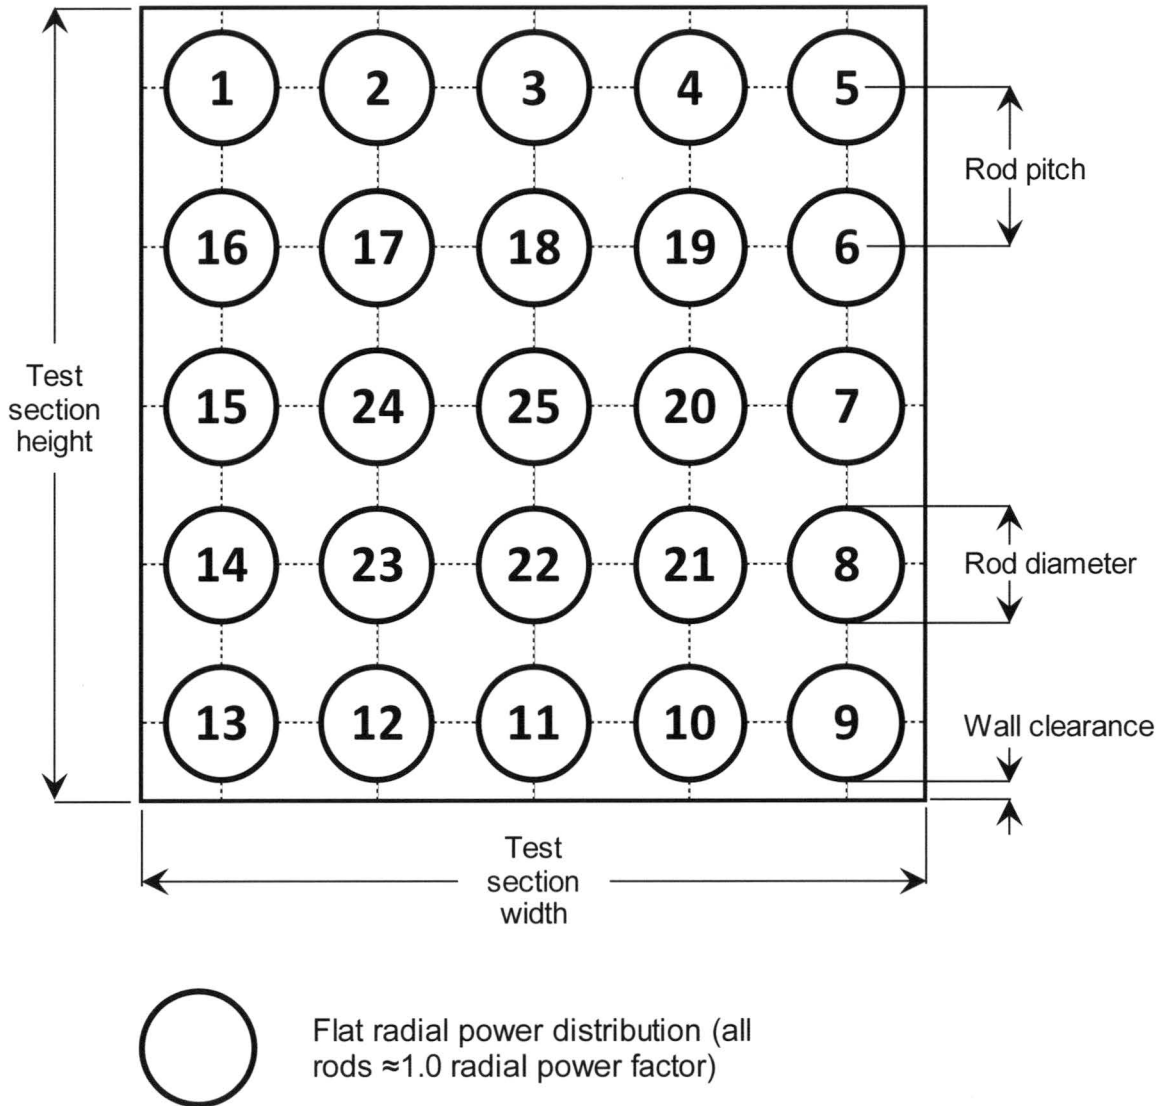 1 2 3 4 5
Rod pitch
16 17 18 19 6
Test
section
height
15 24 25 20 7
14 23 22 21 8
Rod diameter
13 12 11 10 9
Wall clearance
Test
section
width
Flat radial power distribution (all
rods ≈1.0 radial power factor)